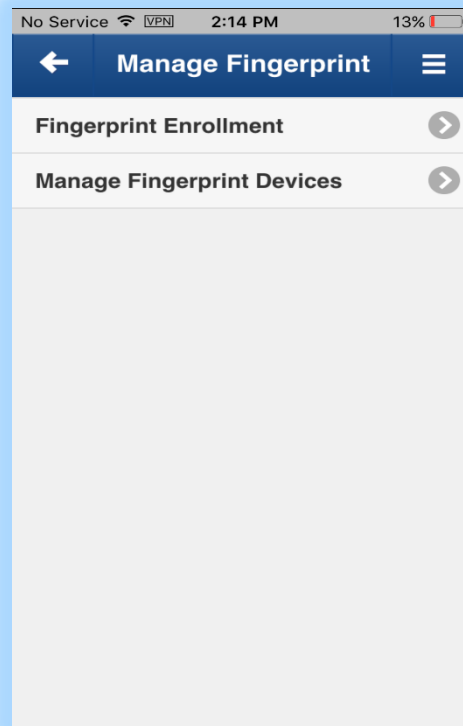 No Service VPN 2:14 PM 13%
Manage Fingerprint
Fingerprint Enrollment
Manage Fingerprint Devices